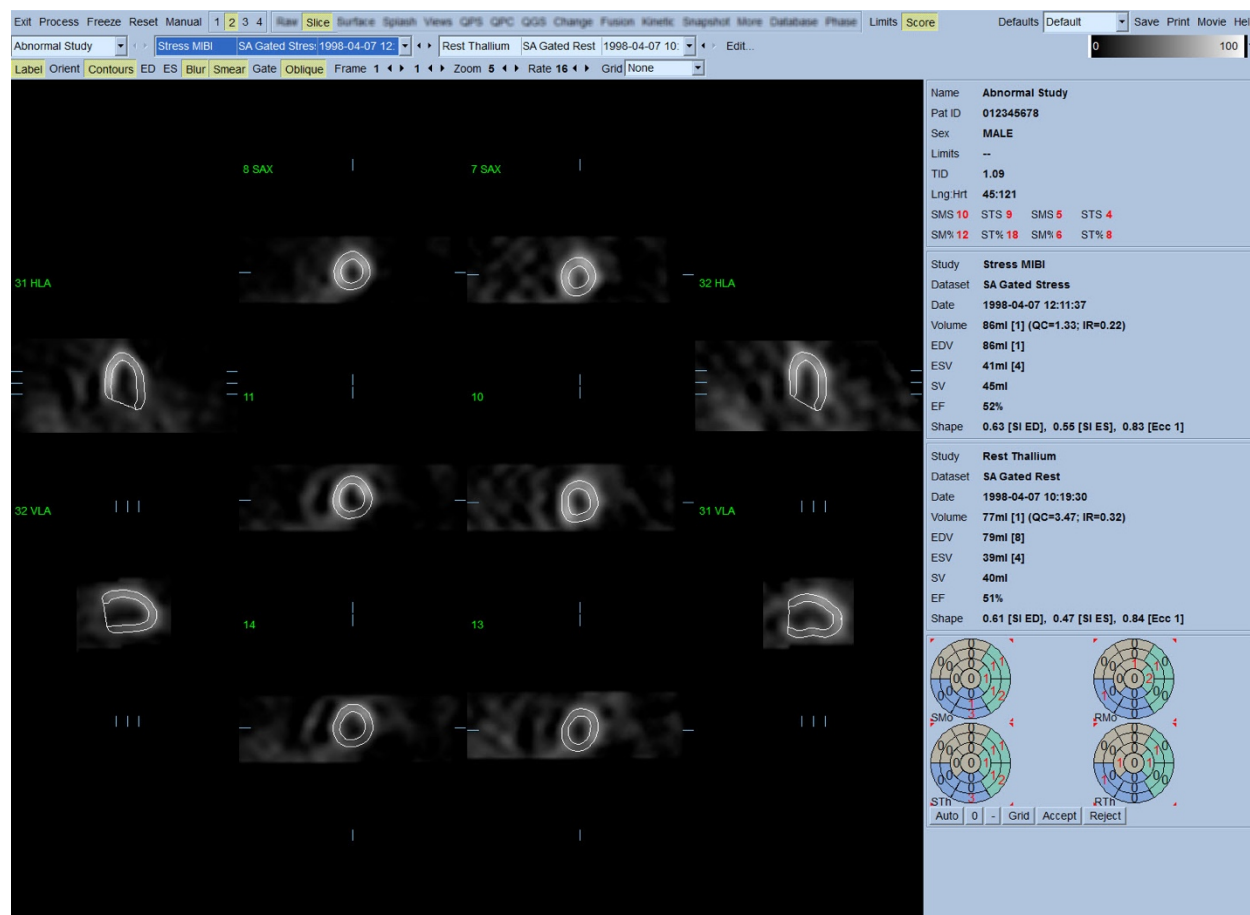 Exit Process Freeze Reset Manual 1 2 3 4 Raw Slice Surface Splash Views QPS QPC QGS Change Fusion Kinetic Snapshot More Database Phase Limits Score Defaults Default Save Print Movie Hel
Abnormal Study Stress MIBI SA Gated Stres 1998-04-07 12: Rest Thallium SA Gated Rest 1998-04-07 10: Edit... 0 100
Label Orient Contours ED ES Blur Smear Gate Oblique Frame 1 1 Zoom 5 Rate 16 Grid None
8 SAX 7 SAX
31 HLA 32 HLA
11 10
32 VLA 31 VLA
14 13
Name Abnormal Study
Pat ID 012345678
Sex MALE
Limits --
TID 1.09
Lng:Hrt 45:121
SMS 10 STS 9 SMS 5 STS 4
SM% 12 ST% 18 SM% 6 ST% 8
Study Stress MIBI
Dataset SA Gated Stress
Date 1998-04-07 12:11:37
Volume 86ml [1] (QC=1.33; IR=0.22)
EDV 86ml [1]
ESV 41ml [4]
SV 45ml
EF 52%
Shape 0.63 [SI ED], 0.55 [SI ES], 0.83 [Ecc 1]
Study Rest Thallium
Dataset SA Gated Rest
Date 1998-04-07 10:19:30
Volume 77ml [1] (QC=3.47; IR=0.32)
EDV 79ml [8]
ESV 39ml [4]
SV 40ml
EF 51%
Shape 0.61 [SI ED], 0.47 [SI ES], 0.84 [Ecc 1]
SMo RMo
STh RTh
Auto 0 - Grid Accept Reject